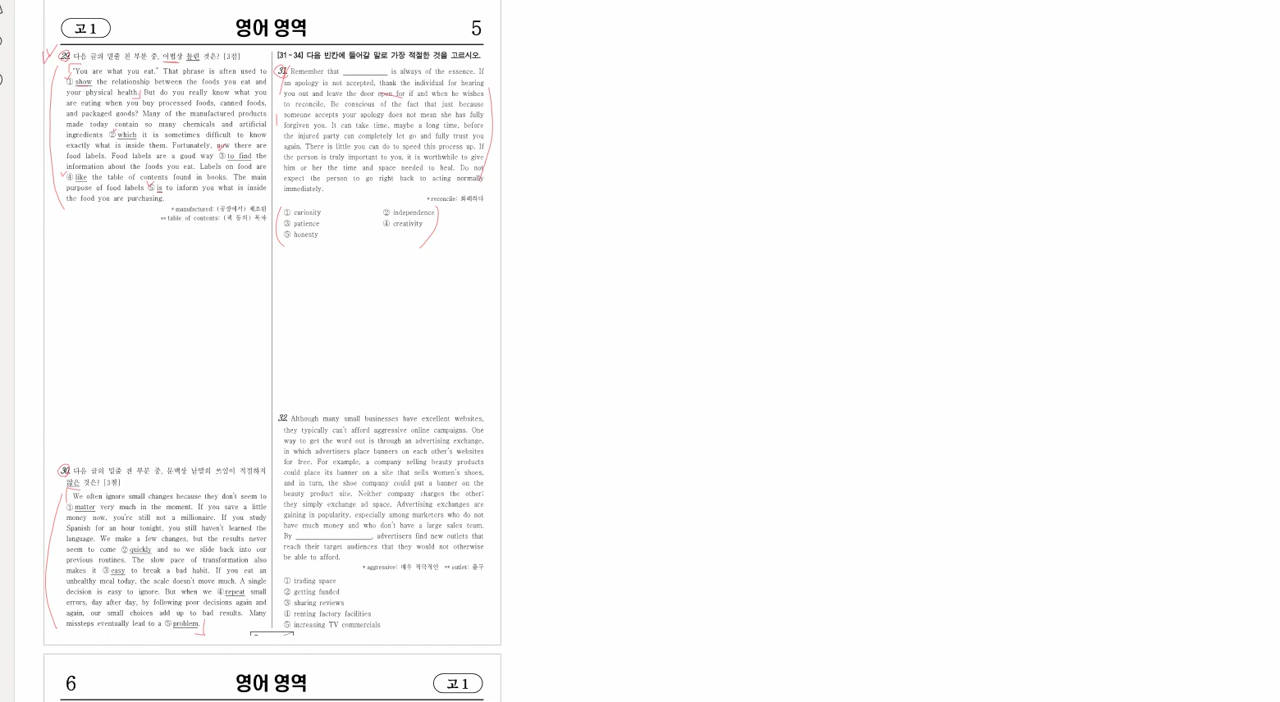 고 1
영어 영역
5
29. 다음 글의 밑줄 친 부분 중, 어법상 틀린 것은? [3점]
"You are what you eat." That phrase is often used to
① show the relationship between the foods you eat and
your physical health. But do you really know what you
are eating when you buy processed foods, canned foods,
and packaged goods? Many of the manufactured products
made today contain so many chemicals and artificial
ingredients ② which it is sometimes difficult to know
exactly what is inside them. Fortunately, now there are
food labels. Food labels are a good way ③ to find the
information about the foods you eat. Labels on food are
④ like the table of contents found in books. The main
purpose of food labels ⑤ is to inform you what is inside
the food you are purchasing.
* manufactured: (공장에서) 제조된
** table of contents: (책 등의) 목차
30. 다음 글의 밑줄 친 부분 중, 문맥상 낱말의 쓰임이 적절하지
않은 것은? [3점]
We often ignore small changes because they don't seem to
① matter very much in the moment. If you save a little
money now, you're still not a millionaire. If you study
Spanish for an hour tonight, you still haven't learned the
language. We make a few changes, but the results never
seem to come ② quickly and so we slide back into our
previous routines. The slow pace of transformation also
makes it ③ easy to break a bad habit. If you eat an
unhealthy meal today, the scale doesn't move much. A single
decision is easy to ignore. But when we ④ repeat small
errors, day after day, by following poor decisions again and
again, our small choices add up to bad results. Many
missteps eventually lead to a ⑤ problem.
[31~34] 다음 빈칸에 들어갈 말로 가장 적절한 것을 고르시오.
31. Remember that ____________ is always of the essence. If
an apology is not accepted, thank the individual for hearing
you out and leave the door open for if and when he wishes
to reconcile. Be conscious of the fact that just because
someone accepts your apology does not mean she has fully
forgiven you. It can take time, maybe a long time, before
the injured party can completely let go and fully trust you
again. There is little you can do to speed this process up. If
the person is truly important to you, it is worthwhile to give
him or her the time and space needed to heal. Do not
expect the person to go right back to acting normally
immediately.
* reconcile: 화해하다
① curiosity ② independence
③ patience ④ creativity
⑤ honesty
32. Although many small businesses have excellent websites,
they typically can't afford aggressive online campaigns. One
way to get the word out is through an advertising exchange,
in which advertisers place banners on each other's websites
for free. For example, a company selling beauty products
could place its banner on a site that sells women's shoes,
and in turn, the shoe company could put a banner on the
beauty product site. Neither company charges the other;
they simply exchange ad space. Advertising exchanges are
gaining in popularity, especially among marketers who do not
have much money and who don't have a large sales team.
By ____________, advertisers find new outlets that
reach their target audiences that they would not otherwise
be able to afford.
* aggressive: 매우 적극적인 ** outlet: 출구
① trading space
② getting funded
③ sharing reviews
④ renting factory facilities
⑤ increasing TV commercials
6
영어 영역
고 1